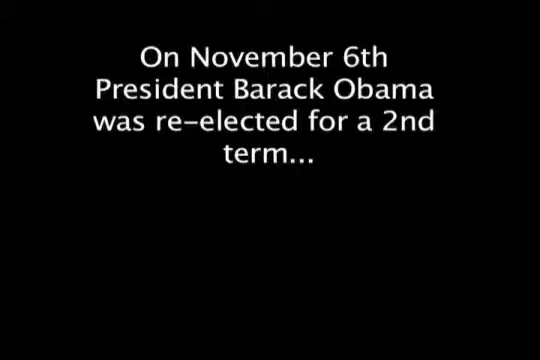 On November 6th
President Barack Obama
was re-elected for a 2nd
term...